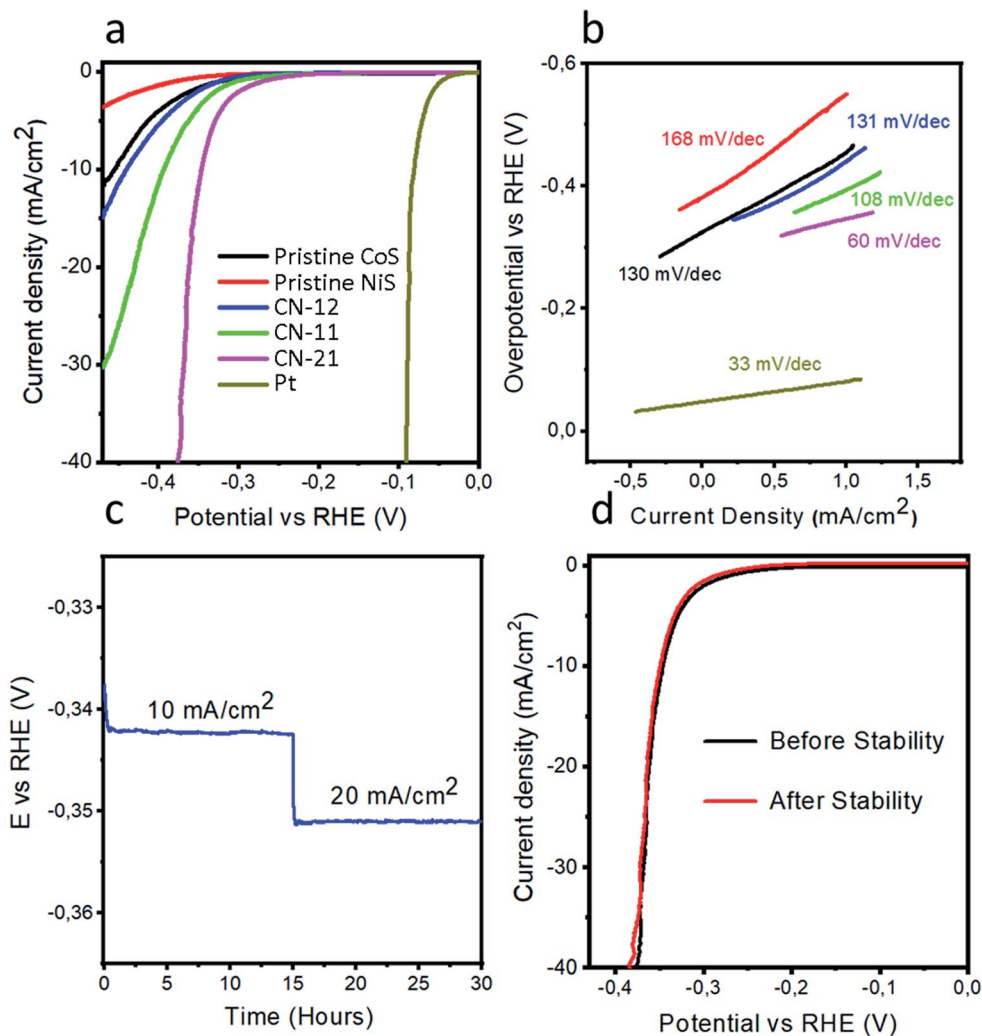 a
0
-10
-20
-30
-40
Current density (mA/cm²)
Pristine CoS
Pristine NiS
CN-12
CN-11
CN-21
Pt
-0,4
-0,3
-0,2
-0,1
0,0
Potential vs RHE (V)
b
-0,6
-0,4
-0,2
0,0
Overpotential vs RHE (V)
168 mV/dec
131 mV/dec
108 mV/dec
60 mV/dec
130 mV/dec
33 mV/dec
-0,5
0,0
0,5
1,0
1,5
Current Density (mA/cm²)
c
-0,33
-0,34
-0,35
-0,36
E vs RHE (V)
10 mA/cm²
20 mA/cm²
0
5
10
15
20
25
30
Time (Hours)
d
0
-10
-20
-30
-40
Current density (mA/cm²)
Before Stability
After Stability
-0,4
-0,3
-0,2
-0,1
0,0
Potential vs RHE (V)